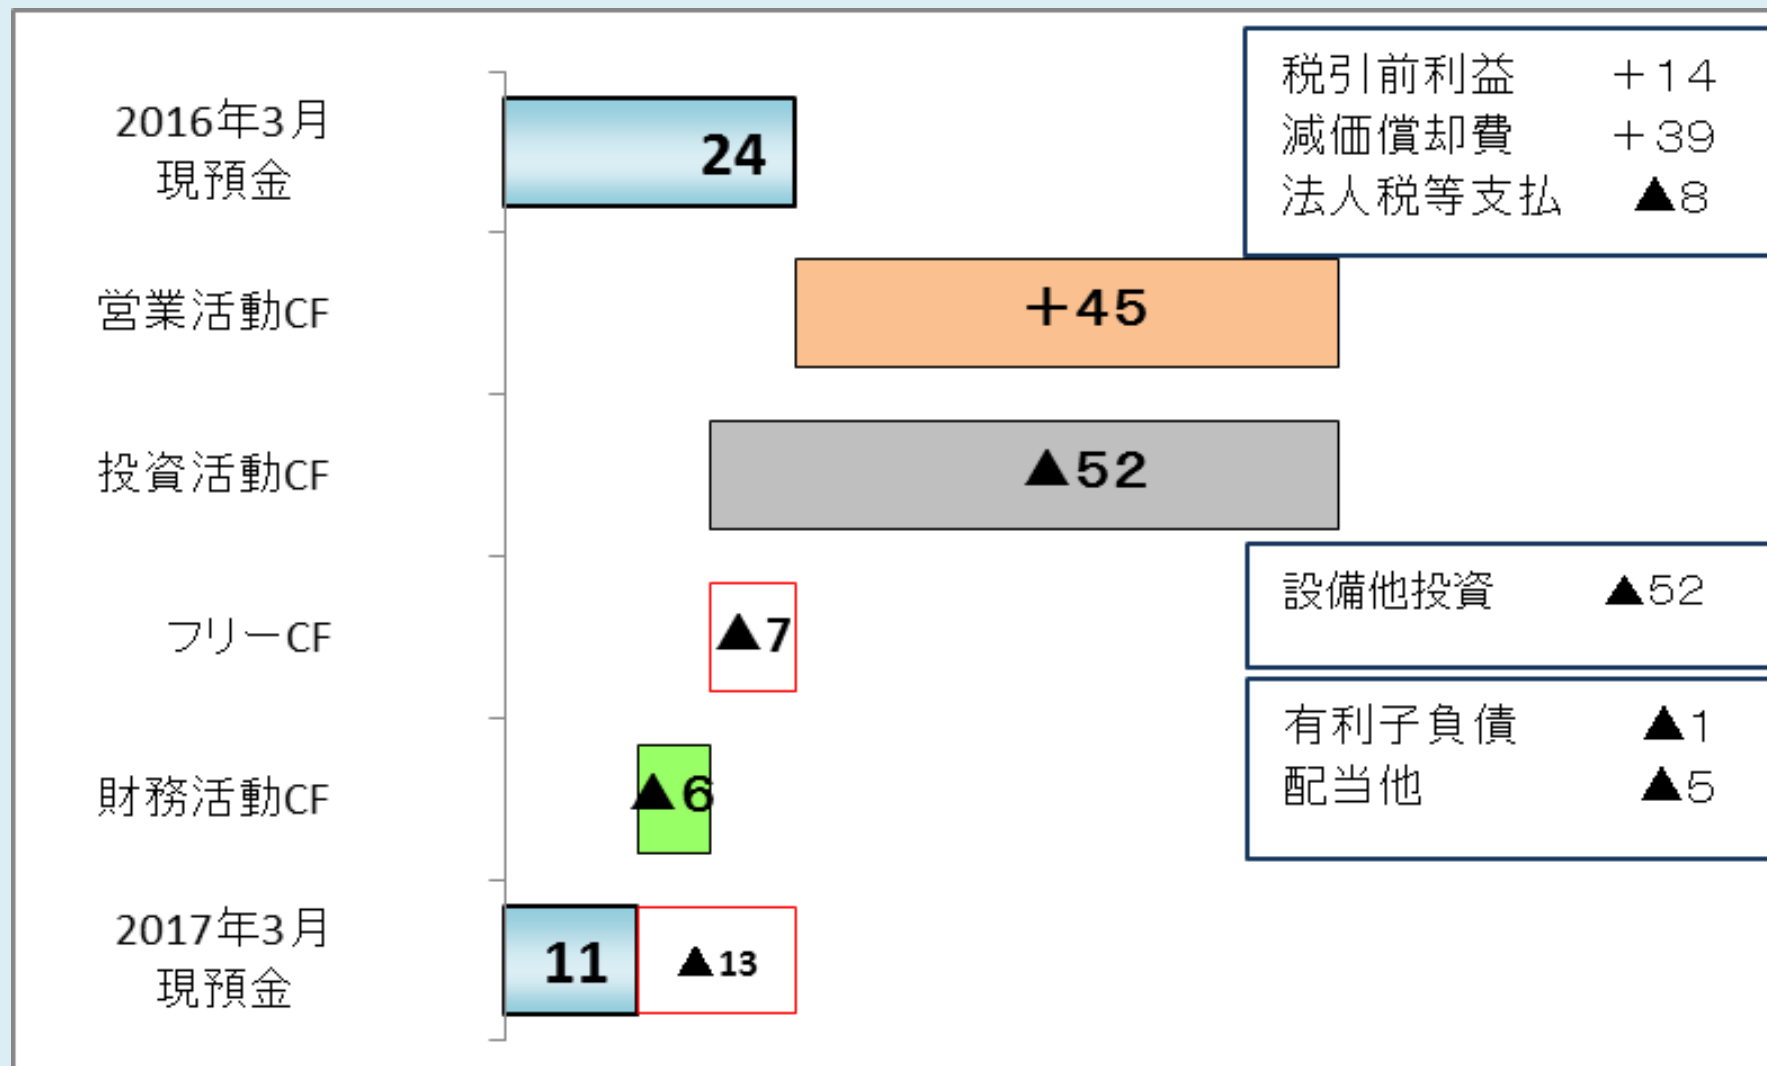 2016年3月
現預金
24
税引前利益 ＋14
減価償却費 ＋39
法人税等支払 ▲8
営業活動CF
＋45
投資活動CF
▲52
設備他投資 ▲52
フリーCF
▲7
有利子負債 ▲1
配当他 ▲5
財務活動CF
▲6
2017年3月
現預金
11
▲13